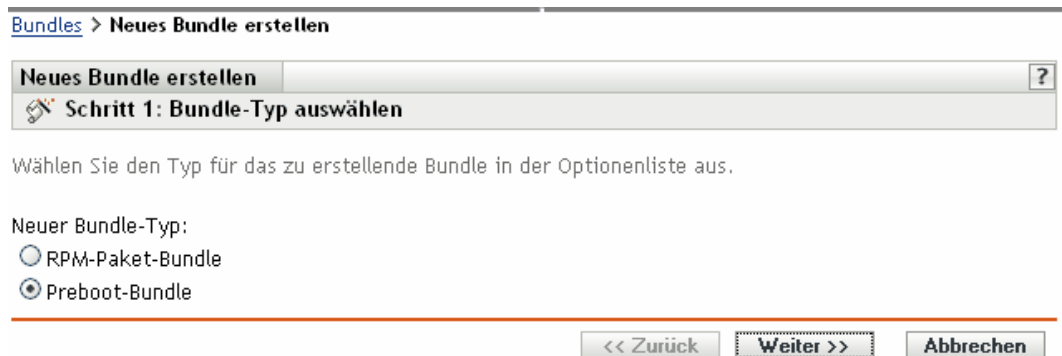 Bundles > Neues Bundle erstellen
Neues Bundle erstellen ?
Schritt 1: Bundle-Typ auswählen
Wählen Sie den Typ für das zu erstellende Bundle in der Optionenliste aus.
Neuer Bundle-Typ:
RPM-Paket-Bundle
Preboot-Bundle
<< Zurück Weiter >> Abbrechen